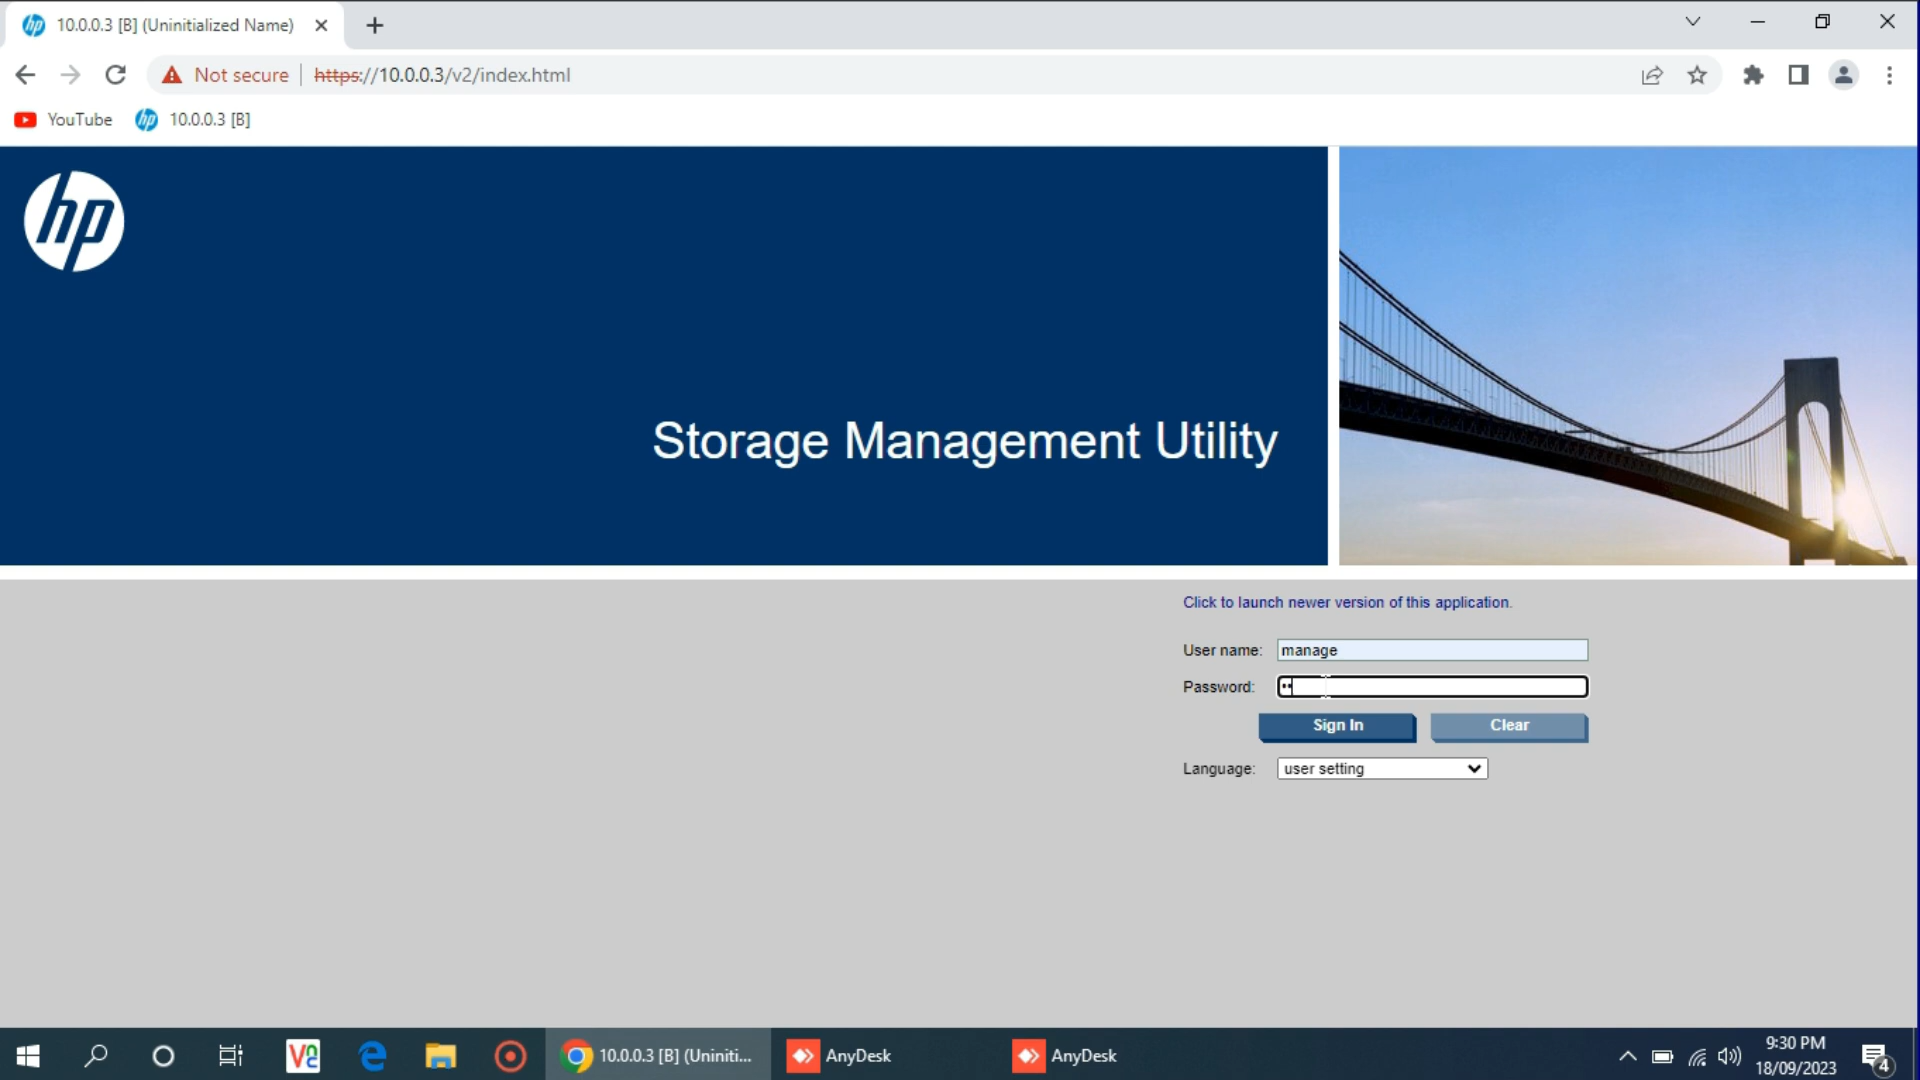 10.0.0.3 [B] (Uninitialized Name)
Not secure https://10.0.0.3/v2/index.html
YouTube hp 10.0.0.3 [B]
hp
Storage Management Utility
Click to launch newer version of this application.
User name: manage
Password: ••
Sign In Clear
Language: user setting
10.0.0.3 [B] (Uniniti... AnyDesk AnyDesk
9:30 PM
18/09/2023
4